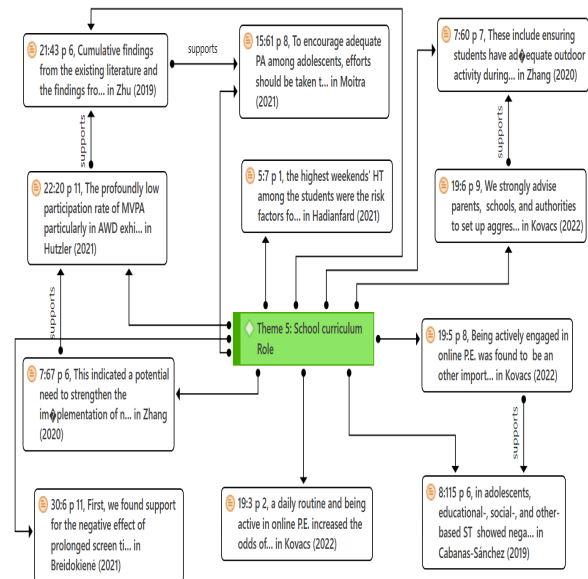 21:43 p 6, Cumulative findings
from the existing literature and
the findings fro... in Zhu (2019)
supports
15:61 p 8, To encourage adequate
PA among adolescents, efforts
should be taken t... in Moitra
(2021)
7:60 p 7, These include ensuring
students have ad�equate outdoor
activity during... in Zhang
(2020)
supports
supports
22:20 p 11, The profoundly low
participation rate of MVPA
particularly in AWD exhi... in
Hutzler (2021)
5:7 p 1, the highest weekends' HT
among the students were the risk
factors fo... in Hadianfard (2021)
19:6 p 9, We strongly advise
parents, schools, and authorities
to set up aggres... in Kovacs (2022)
supports
Theme 5: School curriculum
Role
19:5 p 8, Being actively engaged in
online P.E. was found to be an
other import... in Kovacs (2022)
7:67 p 6, This indicated a potential
need to strengthen the
im�plementation of n... in Zhang
(2020)
supports
30:6 p 11, First, we found support
for the negative effect of
prolonged screen ti... in
Breidokienė (2021)
19:3 p 2, a daily routine and being
active in online P.E. increased the
odds of... in Kovacs (2022)
8:115 p 6, in adolescents,
educational-, social-, and other-
based ST showed nega... in
Cabanas-Sánchez (2019)